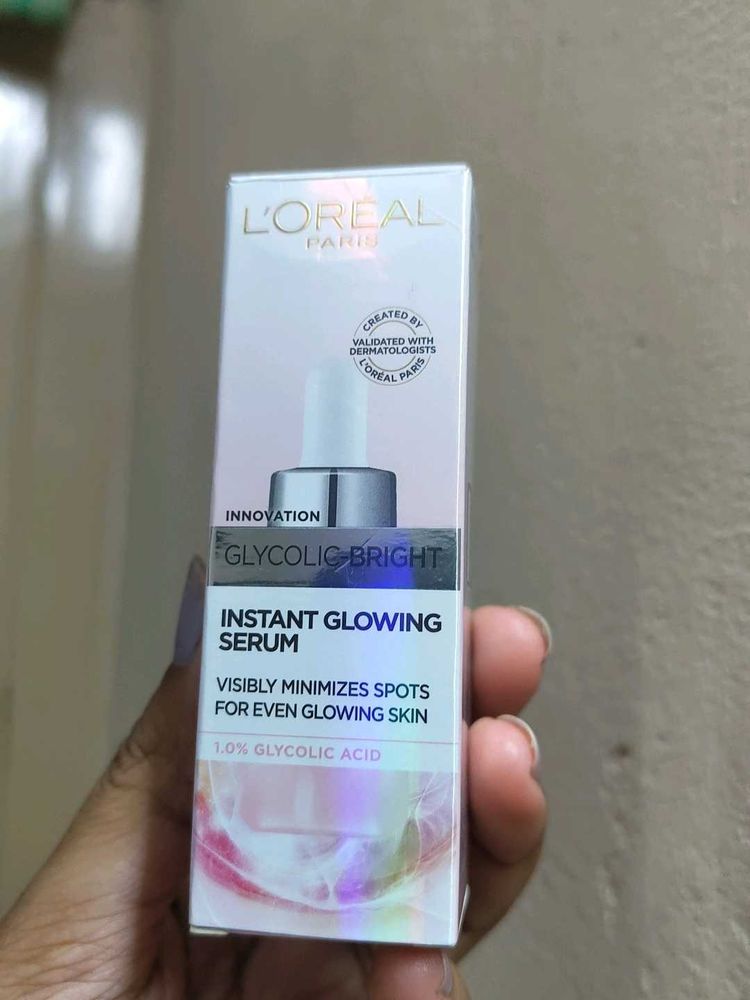 L'ORÉAL
PARIS
CREATED BY
VALIDATED WITH
DERMATOLOGISTS
L'ORÉAL PARIS
INNOVATION
GLYCOLIC-BRIGHT
INSTANT GLOWING
SERUM
VISIBLY MINIMIZES SPOTS
FOR EVEN GLOWING SKIN
1.0% GLYCOLIC ACID